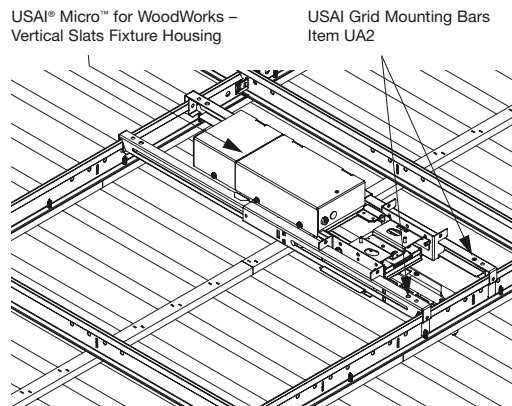 USAI® Micro™ for WoodWorks –
Vertical Slats Fixture Housing
USAI Grid Mounting Bars
Item UA2